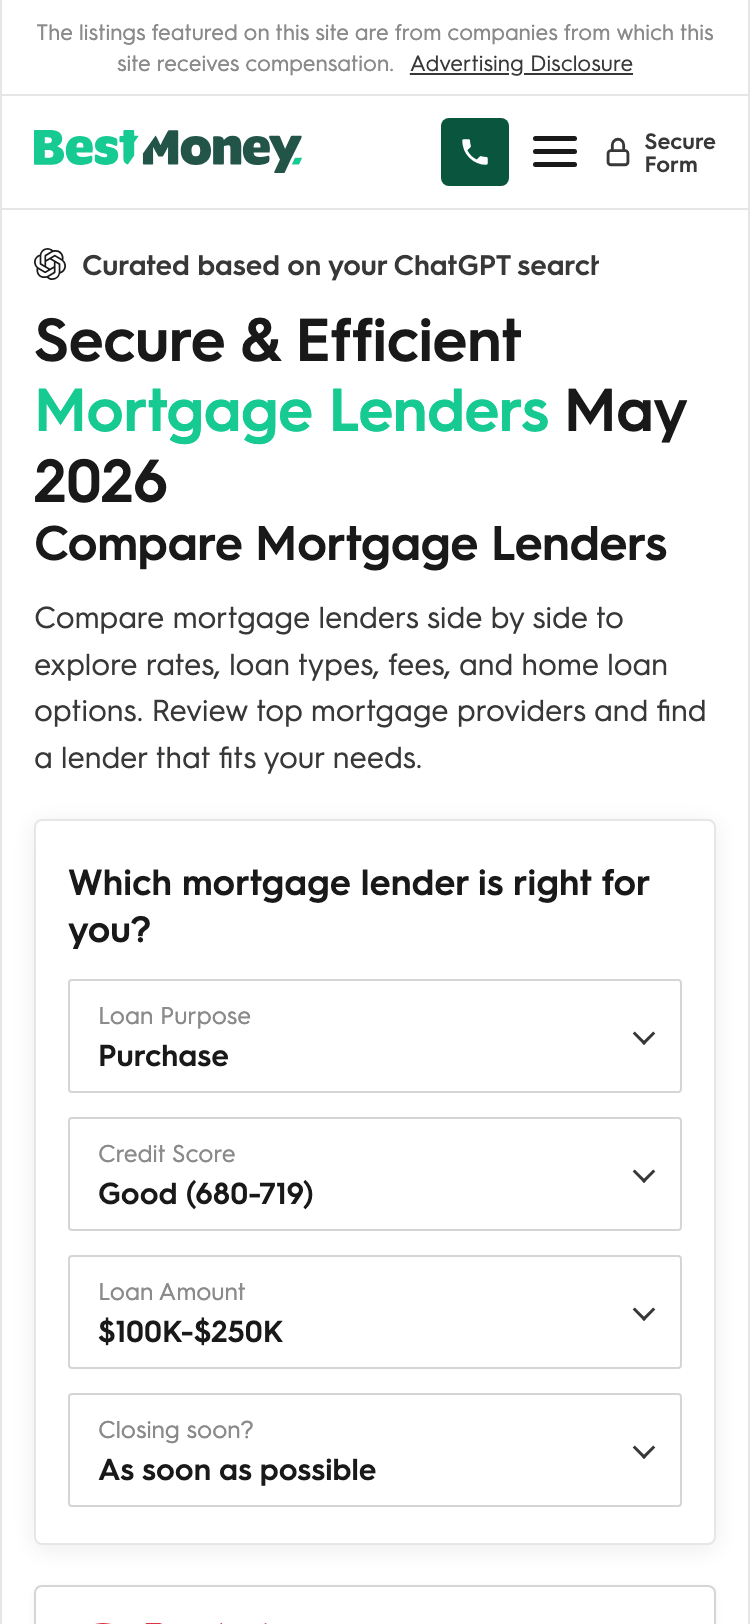 The listings featured on this site are from companies from which this
site receives compensation. Advertising Disclosure
BestMoney.
Secure
Form
Curated based on your ChatGPT search
Secure & Efficient
Mortgage Lenders May
2026
Compare Mortgage Lenders
Compare mortgage lenders side by side to
explore rates, loan types, fees, and home loan
options. Review top mortgage providers and find
a lender that fits your needs.
Which mortgage lender is right for
you?
Loan Purpose
Purchase
Credit Score
Good (680-719)
Loan Amount
$100K-$250K
Closing soon?
As soon as possible